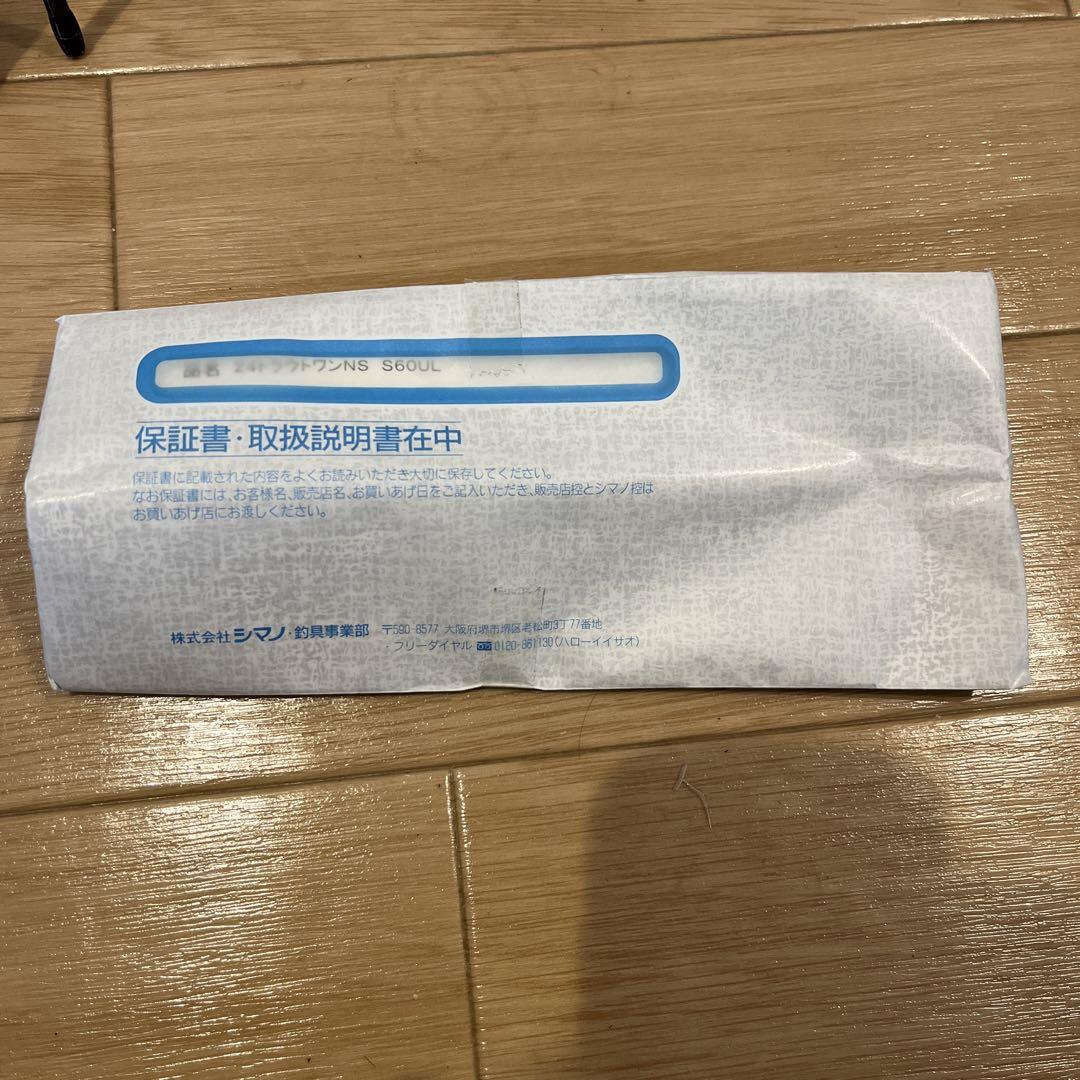 品名 24トラウトワンNS S60UL
保証書・取扱説明書在中
保証書に記載された内容をよくお読みいただき大切に保存してください。
なお保証書には、お客様名、販売店名、お買いあげ日をご記入いただき、販売店控とシマノ控は
お買いあげ店にお渡しください。
株式会社 シマノ・釣具事業部 〒590-8577 大阪府堺市堺区老松町3丁77番地
・フリーダイヤル 0120-861130(ハローイイサオ)